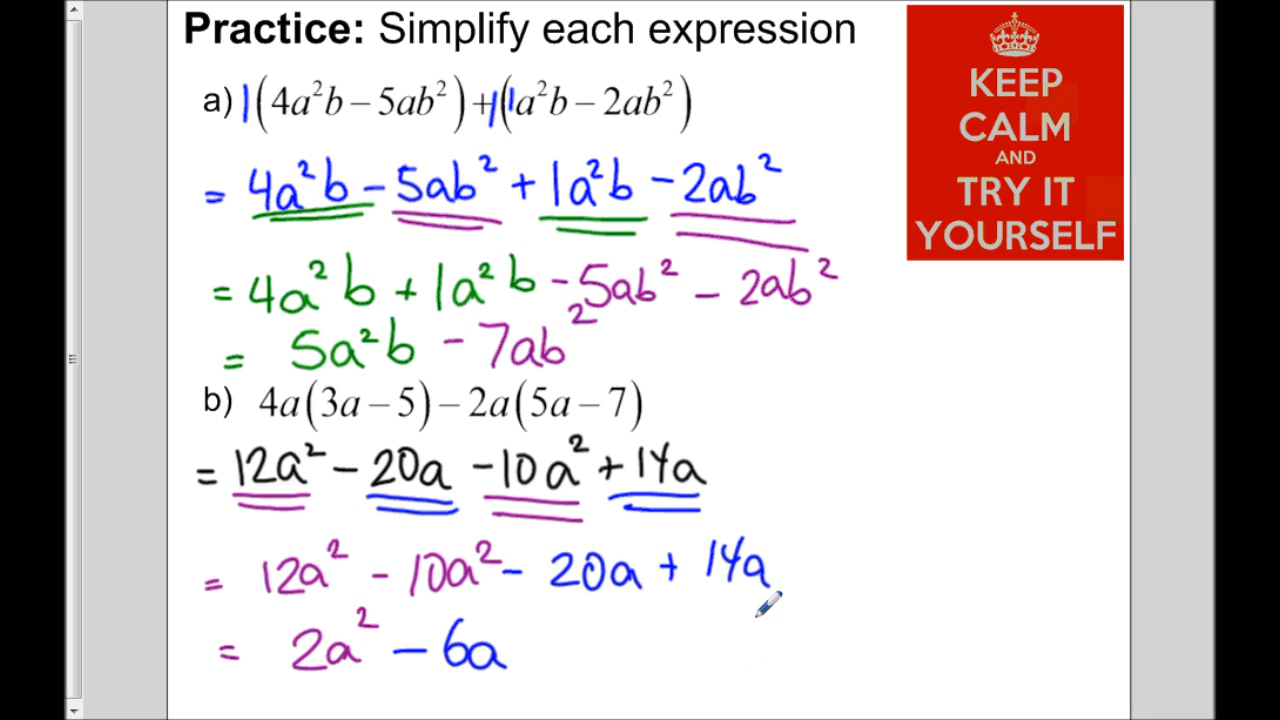 Practice: Simplify each expression
KEEP
CALM
AND
TRY IT
YOURSELF
a) 1(4a²b – 5ab²) + 1(1a²b – 2ab²)
= 4a²b – 5ab² + 1a²b – 2ab²
= 4a²b + 1a²b – 5ab² – 2ab²
= 5a²b – 7ab²
b) 4a(3a – 5) – 2a(5a – 7)
= 12a² – 20a – 10a² + 14a
= 12a² – 10a² – 20a + 14a
= 2a² – 6a